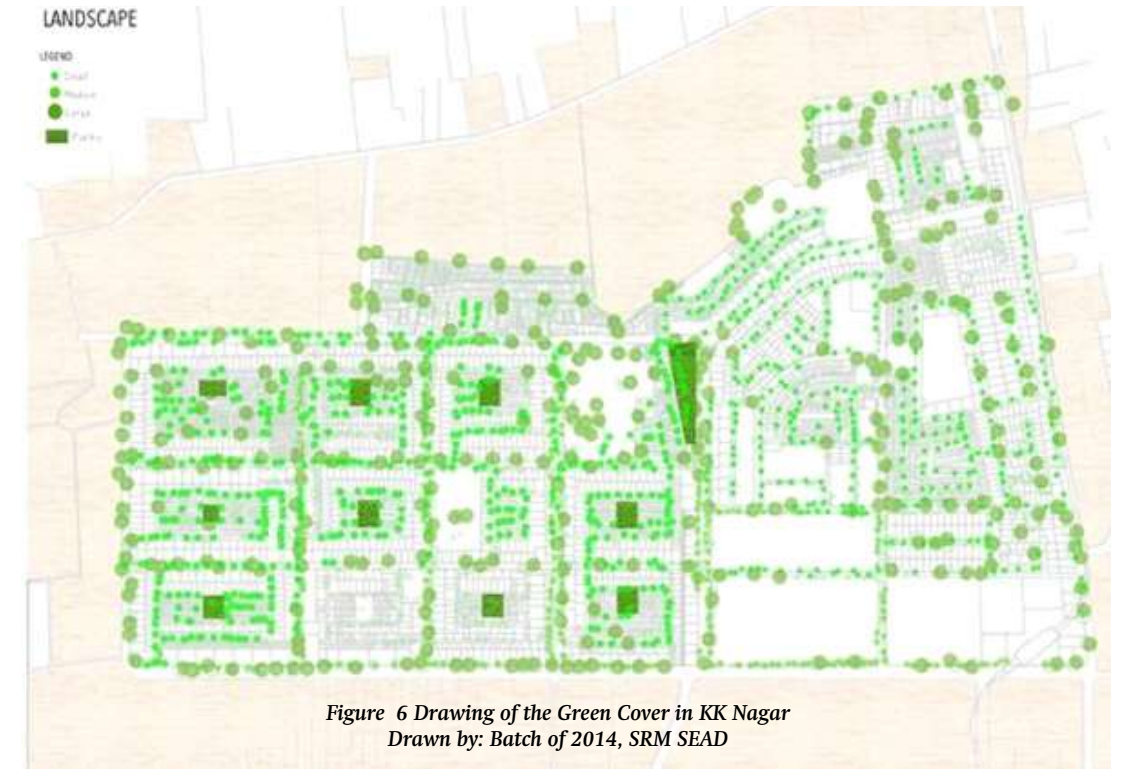 LANDSCAPE
LEGEND
Small
Medium
Large
Parks
Figure 6 Drawing of the Green Cover in KK Nagar
Drawn by: Batch of 2014, SRM SEAD